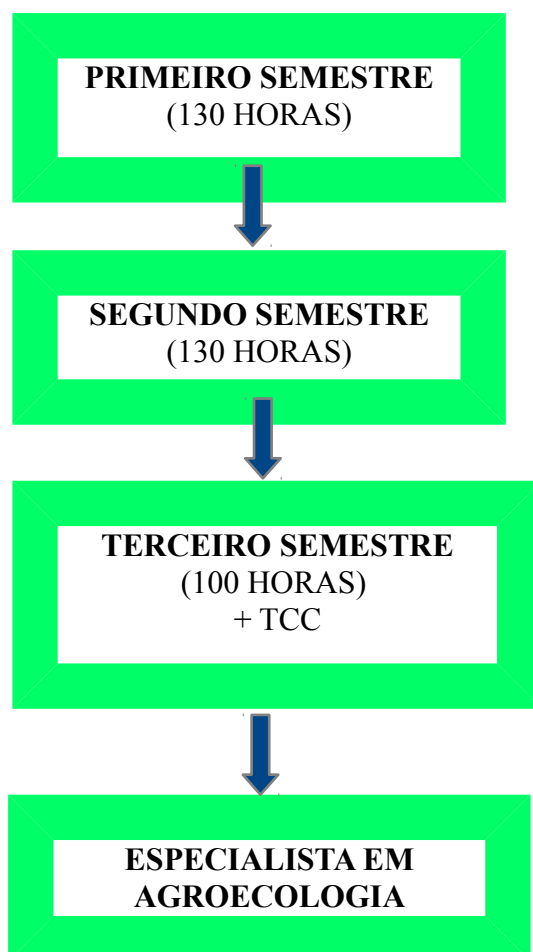 PRIMEIRO SEMESTRE
(130 HORAS)
SEGUNDO SEMESTRE
(130 HORAS)
TERCEIRO SEMESTRE
(100 HORAS)
+ TCC
ESPECIALISTA EM
AGROECOLOGIA